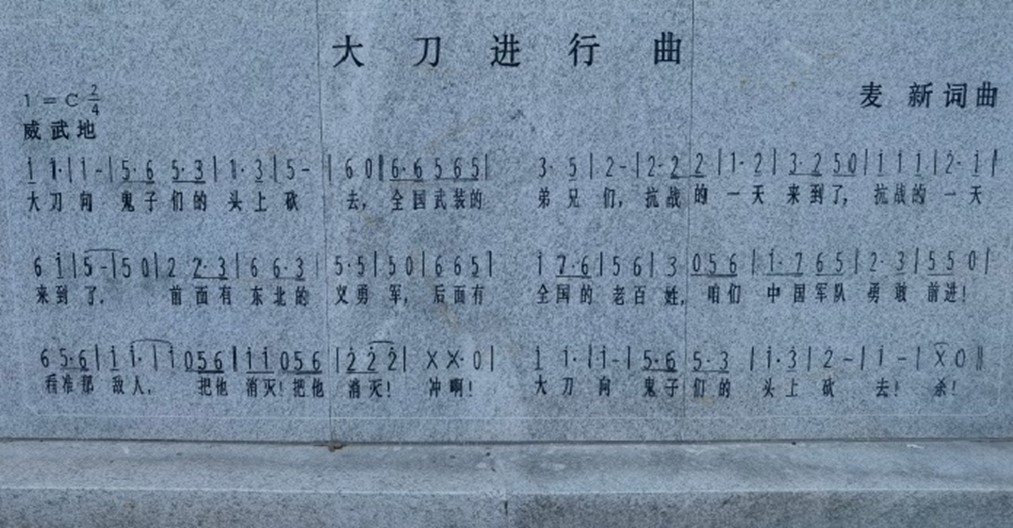 大刀进行曲
1=C 2/4
麦新词曲
威武地
1 1·|1 -|5·6 5·3|1·3|5 -|6 0|6·6 5 6 5|3·5|2 -|2·2 2|1·2|3·2 5 0|1 1 1|2·1|
大刀向 鬼子们的 头上砍 去, 全国武装的 弟兄们, 抗战的 一天 来到了, 抗战的 一天
6 1|5 -|5 0|2 2·3|6 6·3|5·5|5 0|6 6 5|1 7·6|5 6|3 0 5 6|1·7 6 5|2·3|5 5 0|
来到了. 前面有 东北的 义勇军, 后面有 全国的 老百姓, 咱们 中国军队 勇敢 前进!
6 5·6|1 1·|1 0 5 6|1 1 0 5 6|2 2 2|X X·0|1 1·|1 -|5·6 5·3|1·3|2 -|1 -|X 0‖
看准那 敌人, 把他 消灭! 把他 消灭! 冲啊! 大刀向 鬼子们的 头上砍 去! 杀!